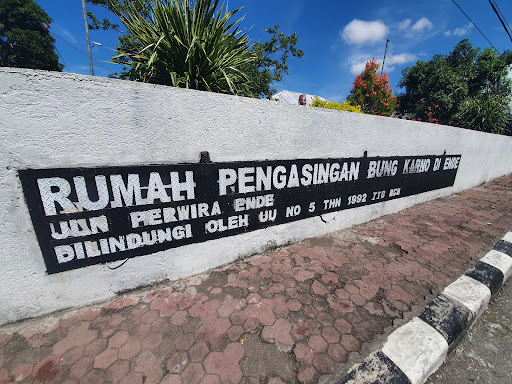 RUMAH PENGASINGAN BUNG KARNO DI ENDE
JLN PERWIRA ENDE
DILINDUNGI OLEH UU NO 5 THN 1992 TTG BCB